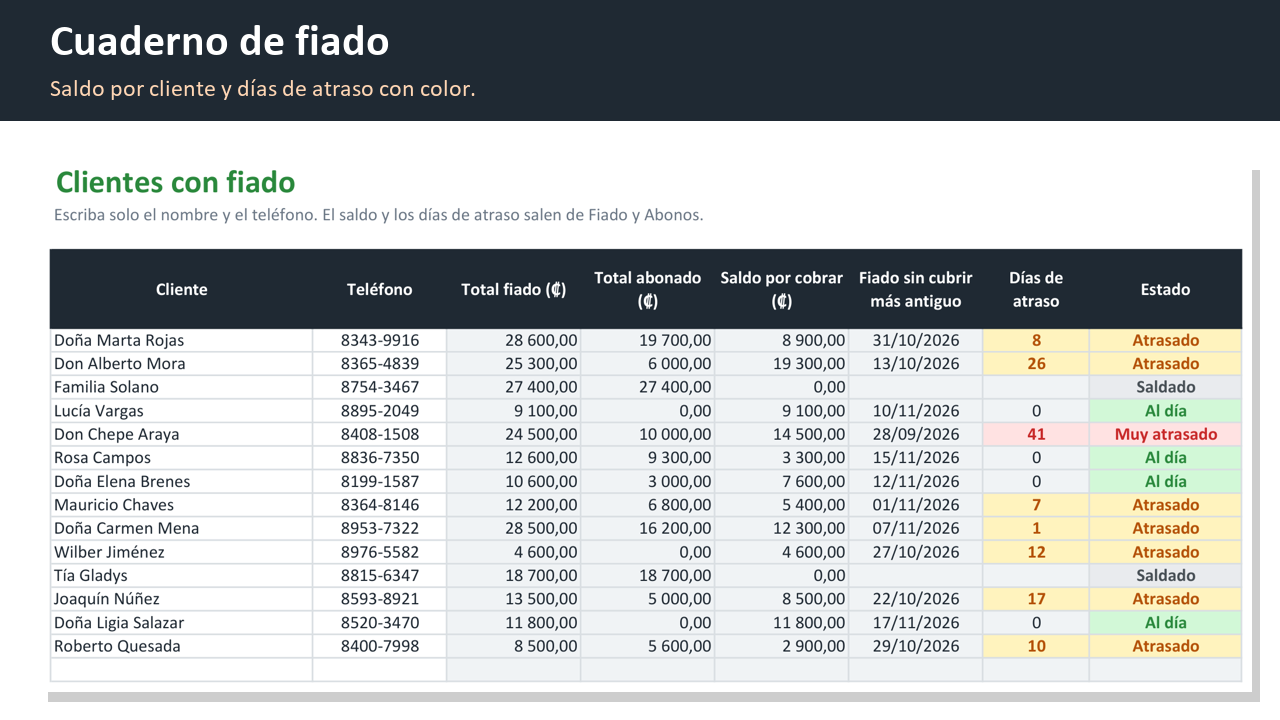 Cuaderno de fiado
Saldo por cliente y días de atraso con color.
Clientes con fiado
Escriba solo el nombre y el teléfono. El saldo y los días de atraso salen de Fiado y Abonos.
Cliente Teléfono Total fiado (₡) Total abonado (₡) Saldo por cobrar (₡) Fiado sin cubrir más antiguo Días de atraso Estado
Doña Marta Rojas 8343-9916 28 600,00 19 700,00 8 900,00 31/10/2026 8 Atrasado
Don Alberto Mora 8365-4839 25 300,00 6 000,00 19 300,00 13/10/2026 26 Atrasado
Familia Solano 8754-3467 27 400,00 27 400,00 0,00 Saldado
Lucía Vargas 8895-2049 9 100,00 0,00 9 100,00 10/11/2026 0 Al día
Don Chepe Araya 8408-1508 24 500,00 10 000,00 14 500,00 28/09/2026 41 Muy atrasado
Rosa Campos 8836-7350 12 600,00 9 300,00 3 300,00 15/11/2026 0 Al día
Doña Elena Brenes 8199-1587 10 600,00 3 000,00 7 600,00 12/11/2026 0 Al día
Mauricio Chaves 8364-8146 12 200,00 6 800,00 5 400,00 01/11/2026 7 Atrasado
Doña Carmen Mena 8953-7322 28 500,00 16 200,00 12 300,00 07/11/2026 1 Atrasado
Wilber Jiménez 8976-5582 4 600,00 0,00 4 600,00 27/10/2026 12 Atrasado
Tía Gladys 8815-6347 18 700,00 18 700,00 0,00 Saldado
Joaquín Núñez 8593-8921 13 500,00 5 000,00 8 500,00 22/10/2026 17 Atrasado
Doña Ligia Salazar 8520-3470 11 800,00 0,00 11 800,00 17/11/2026 0 Al día
Roberto Quesada 8400-7998 8 500,00 5 600,00 2 900,00 29/10/2026 10 Atrasado